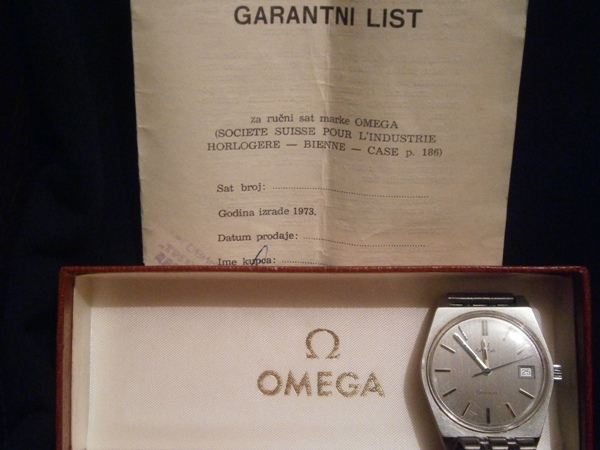 GARANTNI LIST
za ručni sat marke OMEGA
(SOCIETE SUISSE POUR L'INDUSTRIE
HORLOGERE — BIENNE — CASE p. 186)
Sat broj:
Godina izrade 1973.
Datum prodaje:
Ime kupca:
Ω
OMEGA